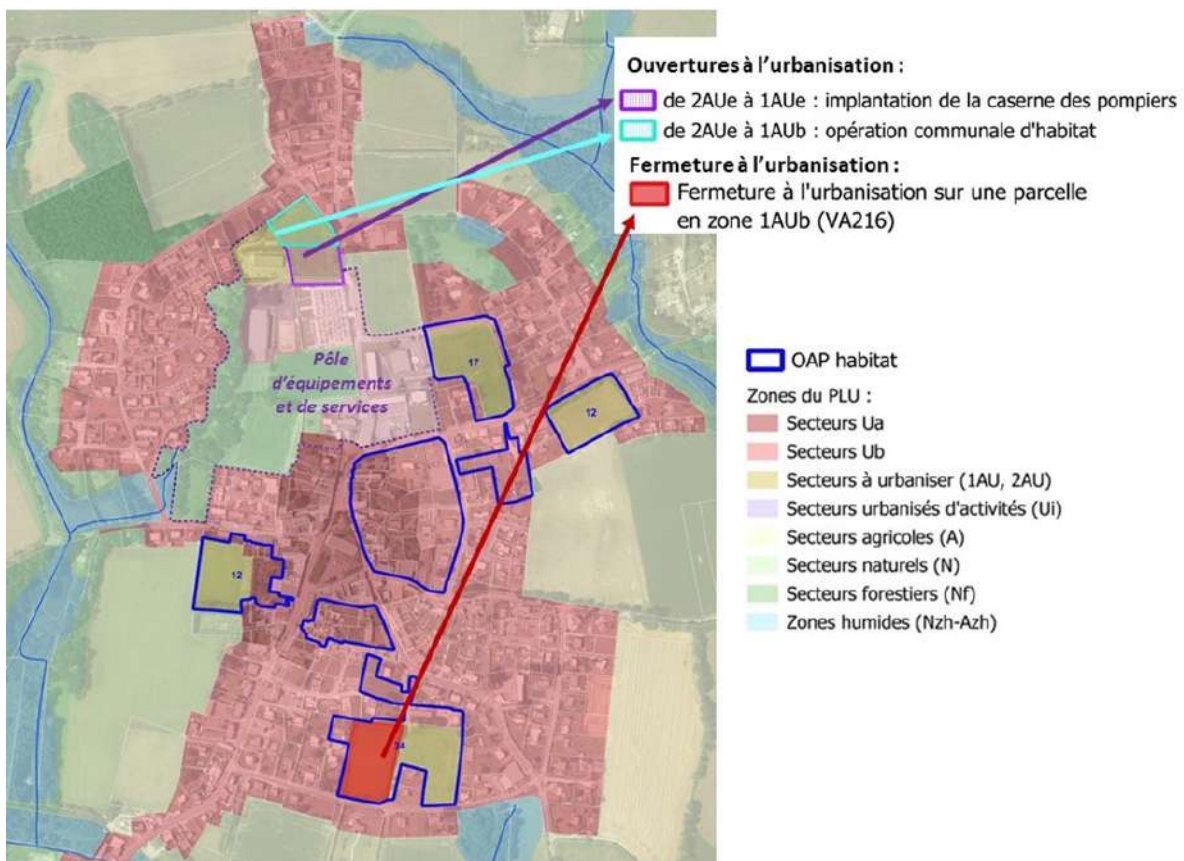 Ouvertures à l'urbanisation :
de 2AUe à 1AUe : implantation de la caserne des pompiers
de 2AUe à 1AUb : opération communale d'habitat
Fermeture à l'urbanisation :
Fermeture à l'urbanisation sur une parcelle
en zone 1AUb (VA216)
Pôle
d'équipements
et de services
17
12
12
34
OAP habitat
Zones du PLU :
Secteurs Ua
Secteurs Ub
Secteurs à urbaniser (1AU, 2AU)
Secteurs urbanisés d'activités (Ui)
Secteurs agricoles (A)
Secteurs naturels (N)
Secteurs forestiers (Nf)
Zones humides (Nzh-Azh)